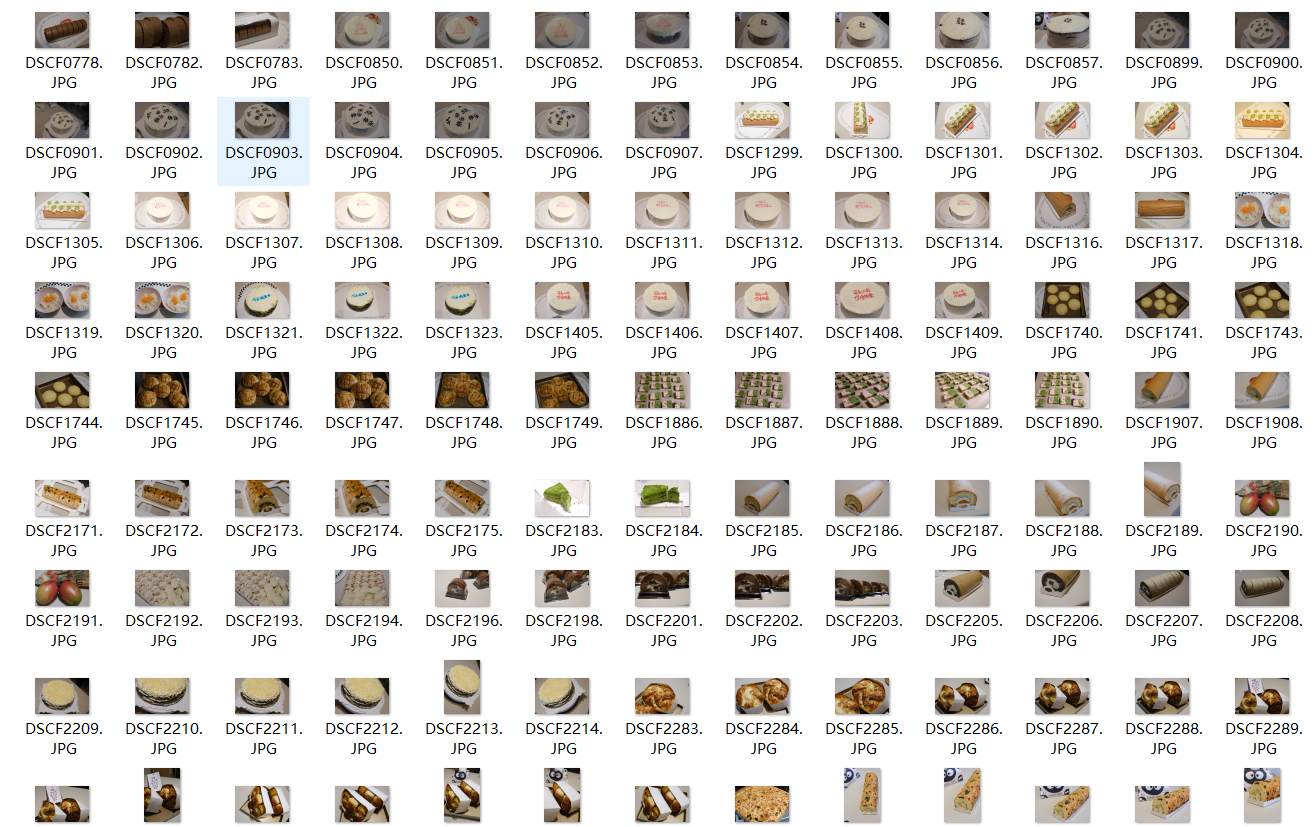 DSCF0778. DSCF0782. DSCF0783. DSCF0850. DSCF0851. DSCF0852. DSCF0853. DSCF0854. DSCF0855. DSCF0856. DSCF0857. DSCF0899. DSCF0900.
JPG JPG JPG JPG JPG JPG JPG JPG JPG JPG JPG JPG JPG
DSCF0901. DSCF0902. DSCF0903. DSCF0904. DSCF0905. DSCF0906. DSCF0907. DSCF1299. DSCF1300. DSCF1301. DSCF1302. DSCF1303. DSCF1304.
JPG JPG JPG JPG JPG JPG JPG JPG JPG JPG JPG JPG JPG
DSCF1305. DSCF1306. DSCF1307. DSCF1308. DSCF1309. DSCF1310. DSCF1311. DSCF1312. DSCF1313. DSCF1314. DSCF1316. DSCF1317. DSCF1318.
JPG JPG JPG JPG JPG JPG JPG JPG JPG JPG JPG JPG JPG
DSCF1319. DSCF1320. DSCF1321. DSCF1322. DSCF1323. DSCF1405. DSCF1406. DSCF1407. DSCF1408. DSCF1409. DSCF1740. DSCF1741. DSCF1743.
JPG JPG JPG JPG JPG JPG JPG JPG JPG JPG JPG JPG JPG
DSCF1744. DSCF1745. DSCF1746. DSCF1747. DSCF1748. DSCF1749. DSCF1886. DSCF1887. DSCF1888. DSCF1889. DSCF1890. DSCF1907. DSCF1908.
JPG JPG JPG JPG JPG JPG JPG JPG JPG JPG JPG JPG JPG
DSCF2171. DSCF2172. DSCF2173. DSCF2174. DSCF2175. DSCF2183. DSCF2184. DSCF2185. DSCF2186. DSCF2187. DSCF2188. DSCF2189. DSCF2190.
JPG JPG JPG JPG JPG JPG JPG JPG JPG JPG JPG JPG JPG
DSCF2191. DSCF2192. DSCF2193. DSCF2194. DSCF2196. DSCF2198. DSCF2201. DSCF2202. DSCF2203. DSCF2205. DSCF2206. DSCF2207. DSCF2208.
JPG JPG JPG JPG JPG JPG JPG JPG JPG JPG JPG JPG JPG
DSCF2209. DSCF2210. DSCF2211. DSCF2212. DSCF2213. DSCF2214. DSCF2283. DSCF2284. DSCF2285. DSCF2286. DSCF2287. DSCF2288. DSCF2289.
JPG JPG JPG JPG JPG JPG JPG JPG JPG JPG JPG JPG JPG